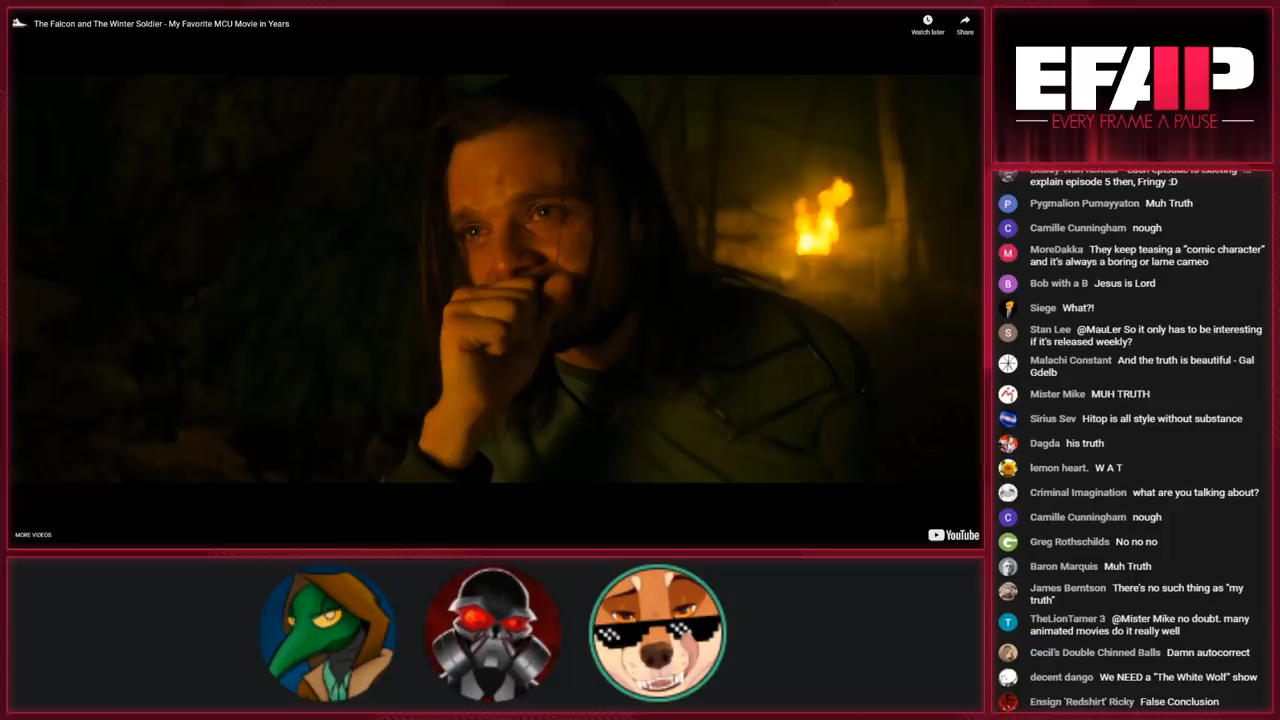 The Falcon and The Winter Soldier - My Favorite MCU Movie in Years
Watch later
Share
MORE VIDEOS
YouTube
EFAP
EVERY FRAME A PAUSE
explain episode 5 then, Fringy :D
Pygmalion Pumayyaton Muh Truth
Camille Cunningham nough
MoreDakka They keep teasing a "comic character"
and it's always a boring or lame cameo
Bob with a B Jesus is Lord
Siege What?!
Stan Lee @MauLer So it only has to be interesting
if it's released weekly?
Malachi Constant And the truth is beautiful - Gal
Gdelb
Mister Mike MUH TRUTH
Sirius Sev Hitop is all style without substance
Dagda his truth
lemon heart. W A T
Criminal Imagination what are you talking about?
Camille Cunningham nough
Greg Rothschilds No no no
Baron Marquis Muh Truth
James Berntson There's no such thing as "my
truth"
TheLionTamer 3 @Mister Mike no doubt. many
animated movies do it really well
Cecil's Double Chinned Balls Damn autocorrect
decent dango We NEED a "The White Wolf" show
Ensign 'Redshirt' Ricky False Conclusion